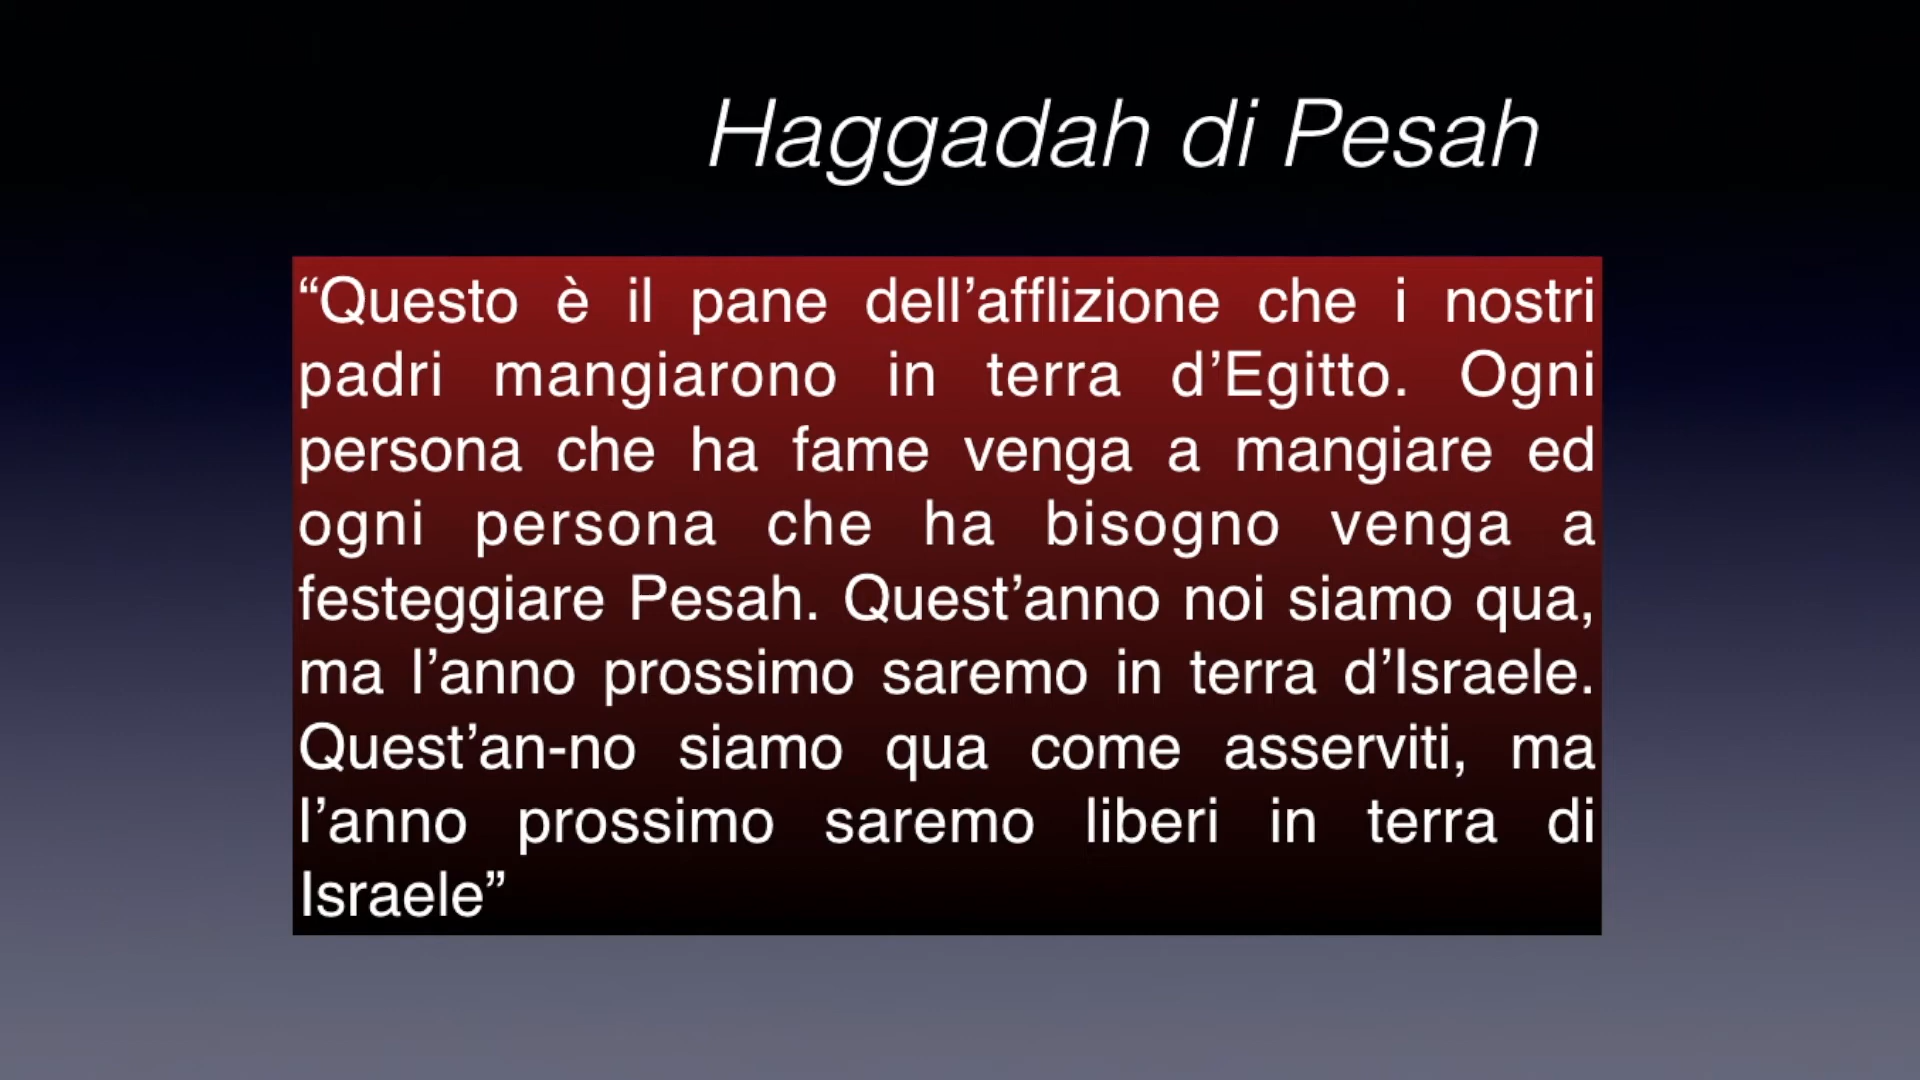 Haggadah di Pesah
“Questo è il pane dell’afflizione che i nostri
padri mangiarono in terra d’Egitto. Ogni
persona che ha fame venga a mangiare ed
ogni persona che ha bisogno venga a
festeggiare Pesah. Quest’anno noi siamo qua,
ma l’anno prossimo saremo in terra d’Israele.
Quest’an-no siamo qua come asserviti, ma
l’anno prossimo saremo liberi in terra di
Israele”